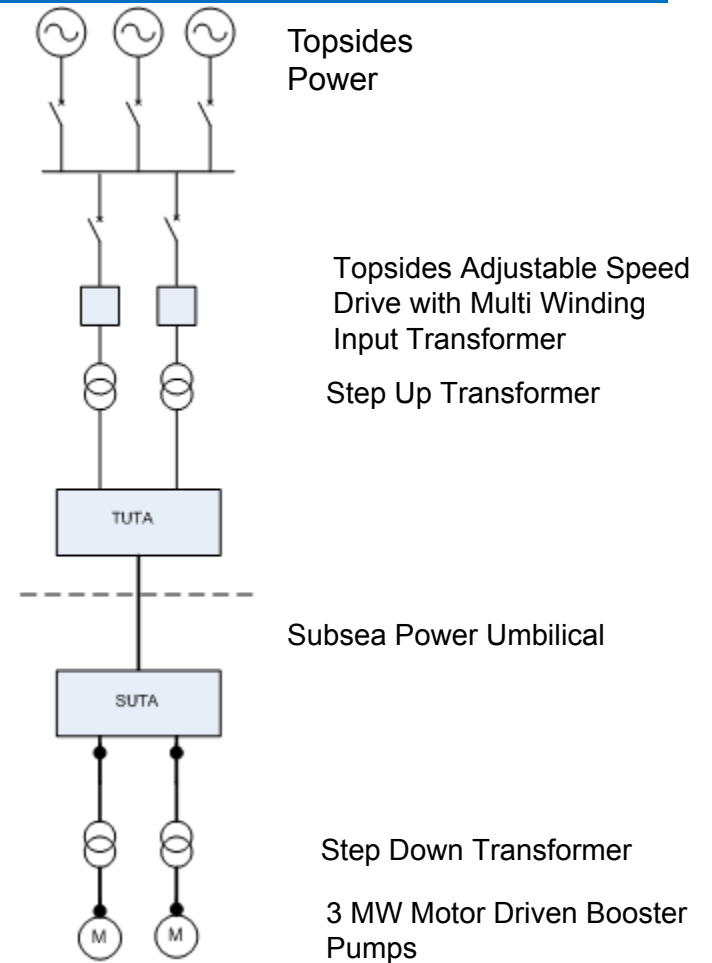 Topsides
Power
Topsides Adjustable Speed
Drive with Multi Winding
Input Transformer
Step Up Transformer
TUTA
Subsea Power Umbilical
SUTA
Step Down Transformer
3 MW Motor Driven Booster
Pumps
M
M